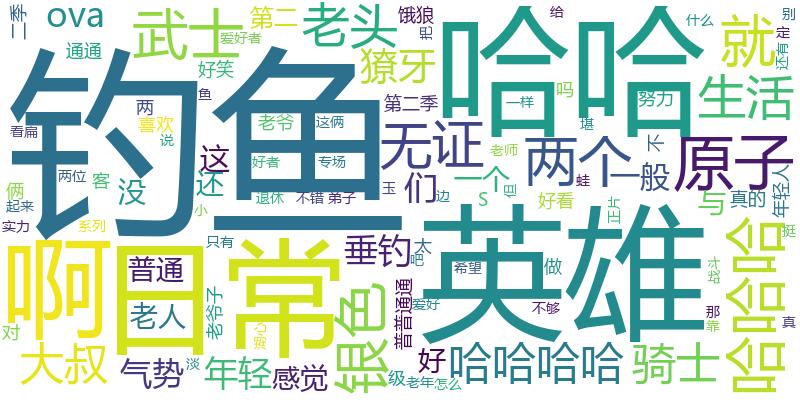 二季
ova
武士
第二
爱好者
老头
饿狼
把
哈哈
给
什么
就
别
定
还有
通通
好笑
獠牙
第二季
吗
努力
一样
生活
钓鱼
两
鱼
喜欢
说
看扁
老爷
这俩
无证
两个
堪
不
原子
这
好者
专场
老师
一般
年轻人
俩
两位
客
没
还
退休
不错
弟子
玉
们
一个
边
S
但
蛙
好看
正片
与
真的
起来
实力
系列
小
啊
日常
英雄
哈哈哈
挺
只有
垂钓
太
吧
希望
做
战斗
那
靠
普通
老人
老爷子
痴心
银色
普普通通
爱好
不够
真
对
大叔
气势
淡
年轻
感觉
级
老年
怎么
好
哈哈哈哈
骑士